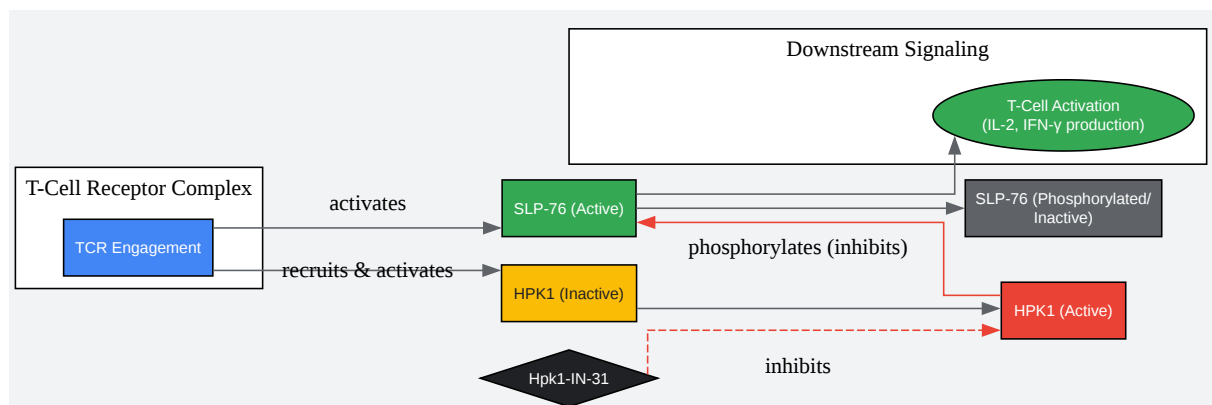 Downstream Signaling
T-Cell Activation
(IL-2, IFN-γ production)
T-Cell Receptor Complex
TCR Engagement
activates
recruits & activates
SLP-76 (Active)
SLP-76 (Phosphorylated/
Inactive)
phosphorylates (inhibits)
HPK1 (Inactive)
HPK1 (Active)
inhibits
Hpk1-IN-31